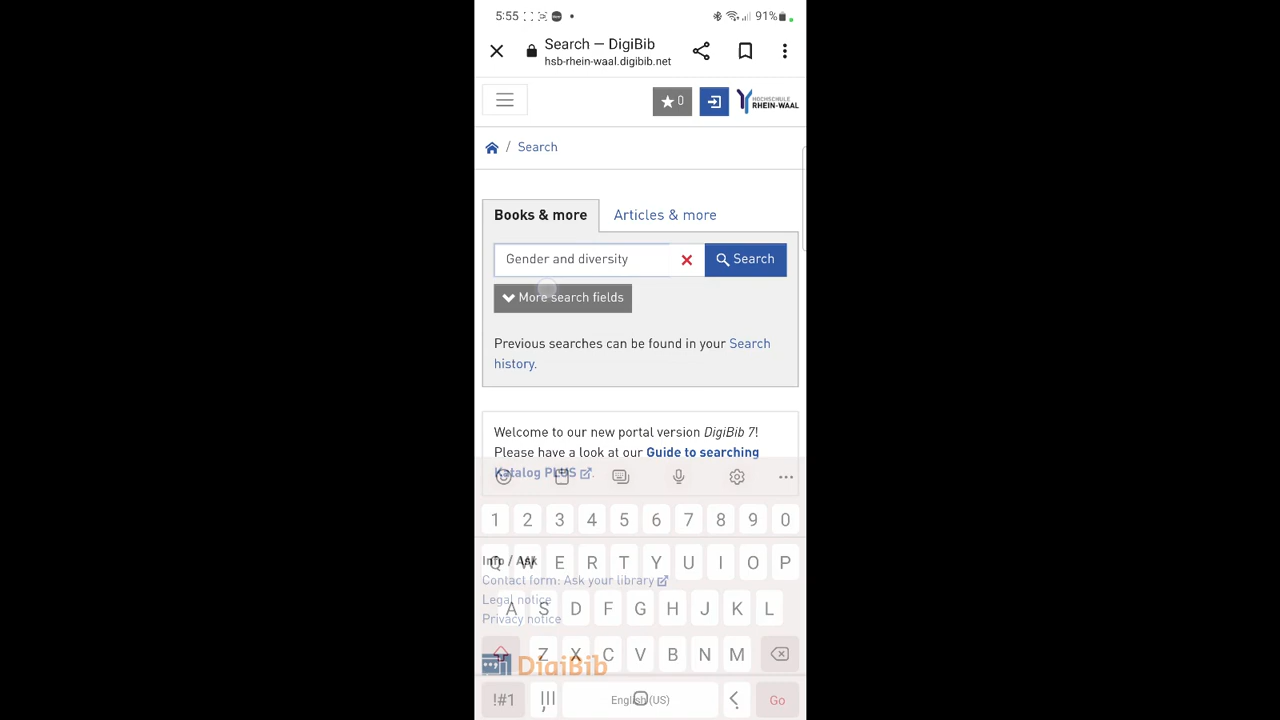 5:55
91%
Search — DigiBib
hsb-rhein-waal.digibib.net
0
HOCHSCHULE
RHEIN-WAAL
/ Search
Books & more
Articles & more
Gender and diversity
Search
More search fields
Previous searches can be found in your Search
history.
Welcome to our new portal version DigiBib 7!
Please have a look at our Guide to searching
Katalog PLUS.
1 2 3 4 5 6 7 8 9 0
Info / Ask
Q W E R T Y U I O P
Contact form: Ask your library
Legal notice
A S D F G H J K L
Privacy notice
Z X C V B N M
DigiBib
!#1 , English (US) . Go